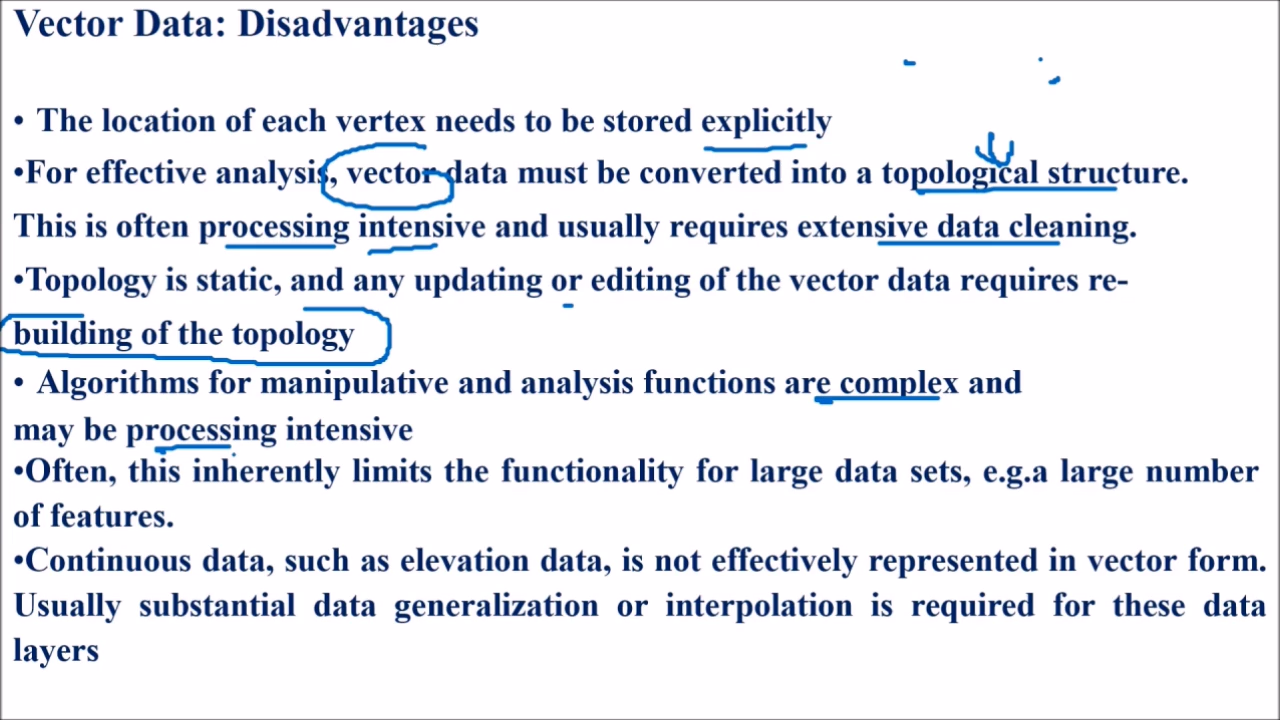 Vector Data: Disadvantages
• The location of each vertex needs to be stored explicitly
•For effective analysis, vector data must be converted into a topological structure.
This is often processing intensive and usually requires extensive data cleaning.
•Topology is static, and any updating or editing of the vector data requires re-
building of the topology
• Algorithms for manipulative and analysis functions are complex and
may be processing intensive
•Often, this inherently limits the functionality for large data sets, e.g.a large number
of features.
•Continuous data, such as elevation data, is not effectively represented in vector form.
Usually substantial data generalization or interpolation is required for these data
layers